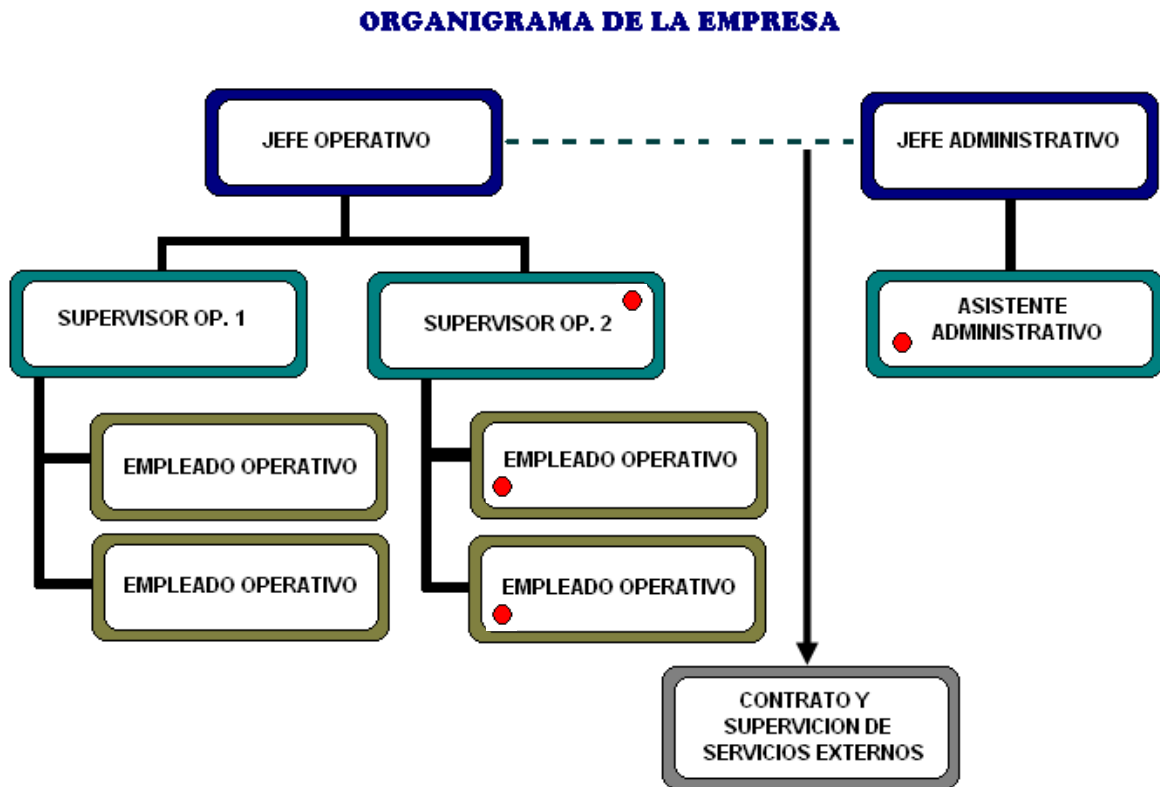 ORGANIGRAMA DE LA EMPRESA
JEFE OPERATIVO
JEFE ADMINISTRATIVO
SUPERVISOR OP. 1
SUPERVISOR OP. 2
ASISTENTE
ADMINISTRATIVO
EMPLEADO OPERATIVO
EMPLEADO OPERATIVO
EMPLEADO OPERATIVO
EMPLEADO OPERATIVO
CONTRATO Y
SUPERVICION DE
SERVICIOS EXTERNOS